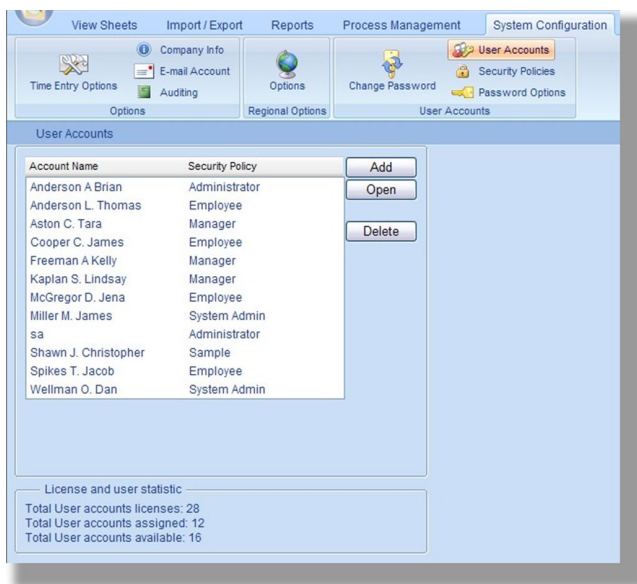 View Sheets Import / Export Reports Process Management System Configuration
Time Entry Options
Company Info
E-mail Account
Auditing
Options
Options
Regional Options
Change Password
User Accounts
Security Policies
Password Options
User Accounts
User Accounts
Account Name Security Policy
Anderson A Brian Administrator
Anderson L. Thomas Employee
Aston C. Tara Manager
Cooper C. James Employee
Freeman A Kelly Manager
Kaplan S. Lindsay Manager
McGregor D. Jena Employee
Miller M. James System Admin
sa Administrator
Shawn J. Christopher Sample
Spikes T. Jacob Employee
Wellman O. Dan System Admin
Add
Open
Delete
License and user statistic
Total User accounts licenses: 28
Total User accounts assigned: 12
Total User accounts available: 16